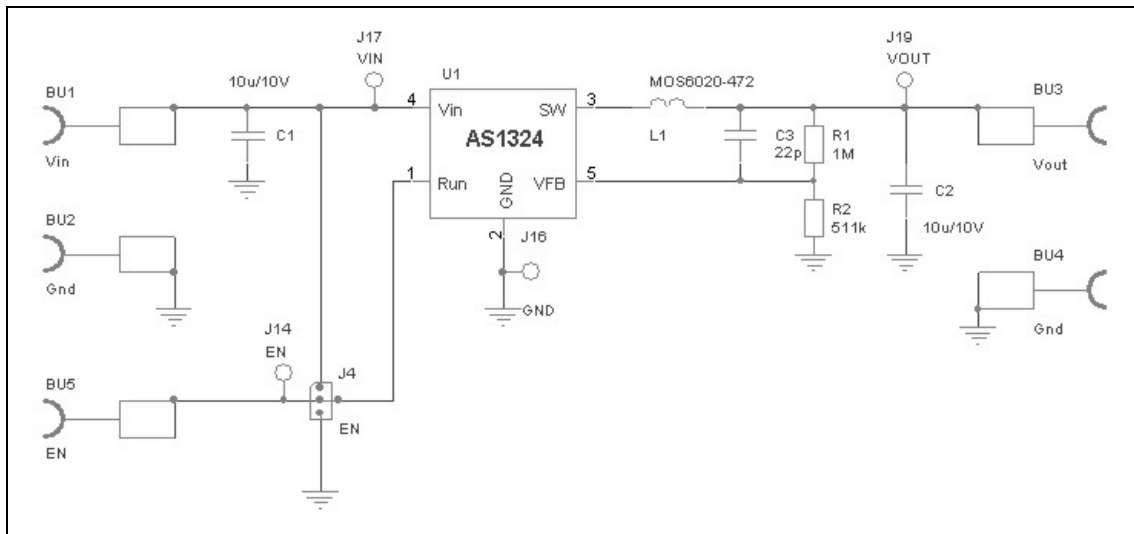 J17
VIN
J19
VOUT
10u/10V
U1
MOS6020-472
BU1
BU3
4
Vin
SW
3
C1
AS1324
L1
C3
22p
R1
1M
Vin
Vout
1
Run
GND
VFB
5
C2
BU2
2
J16
R2
511k
10u/10V
BU4
Gnd
GND
Gnd
J14
EN
J4
BU5
EN
EN